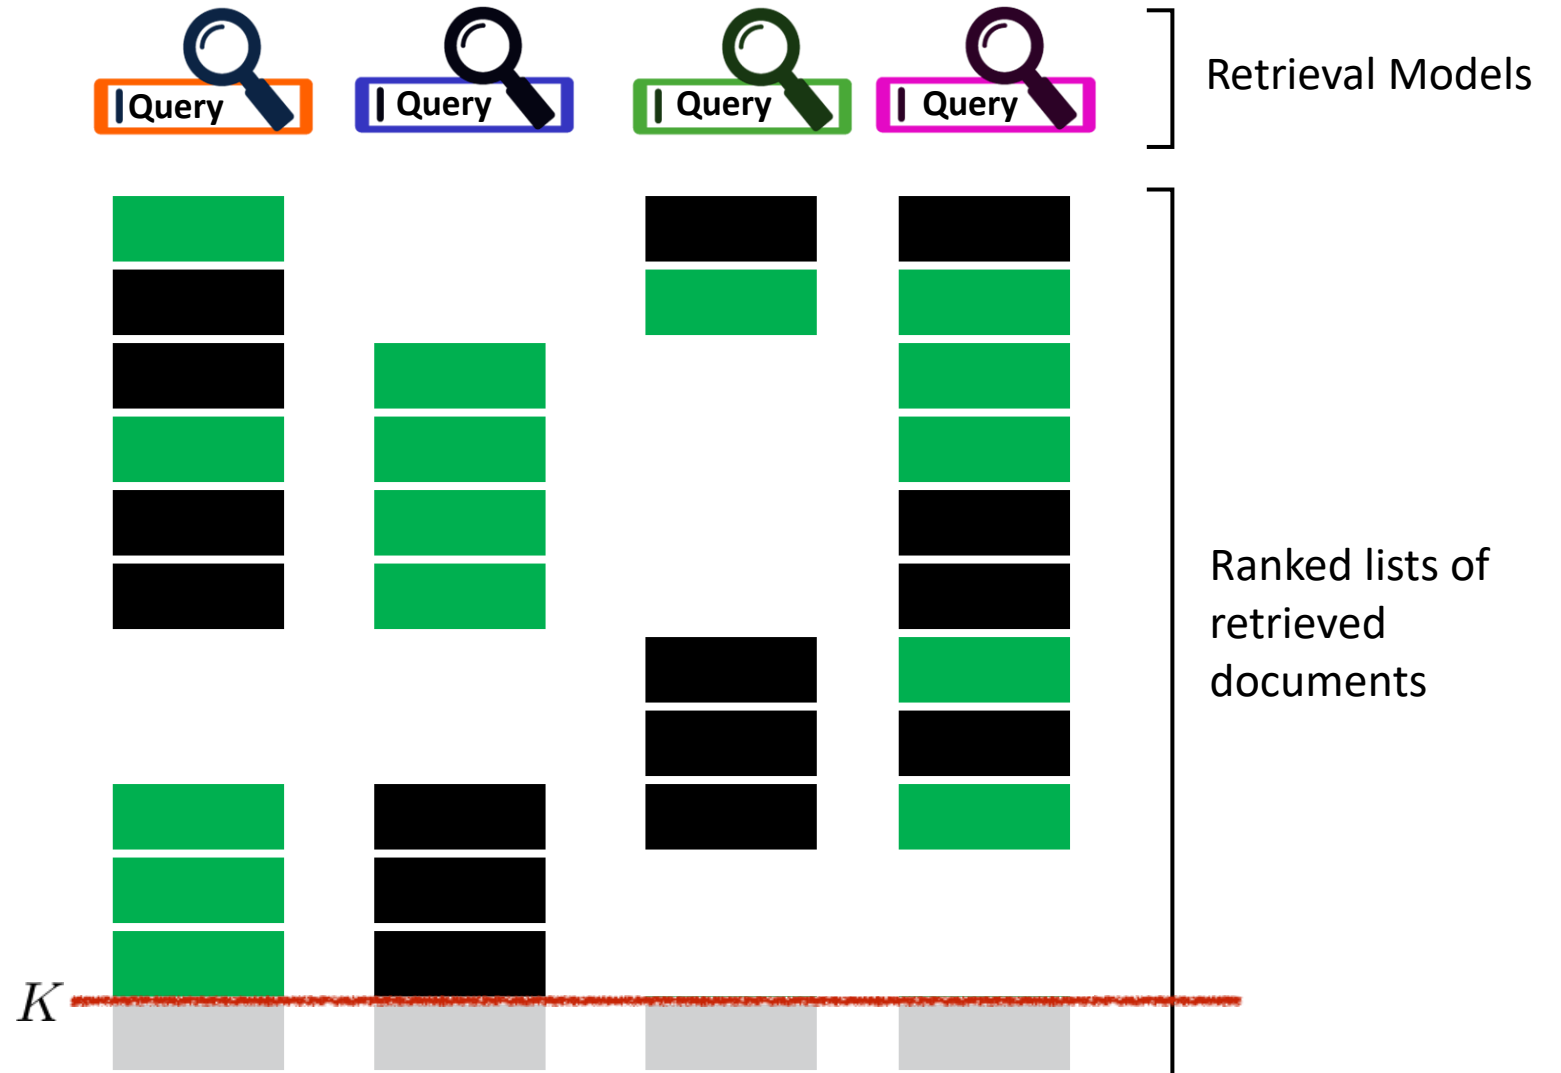 Query
Query
Query
Query
Retrieval Models
Ranked lists of
retrieved
documents
K